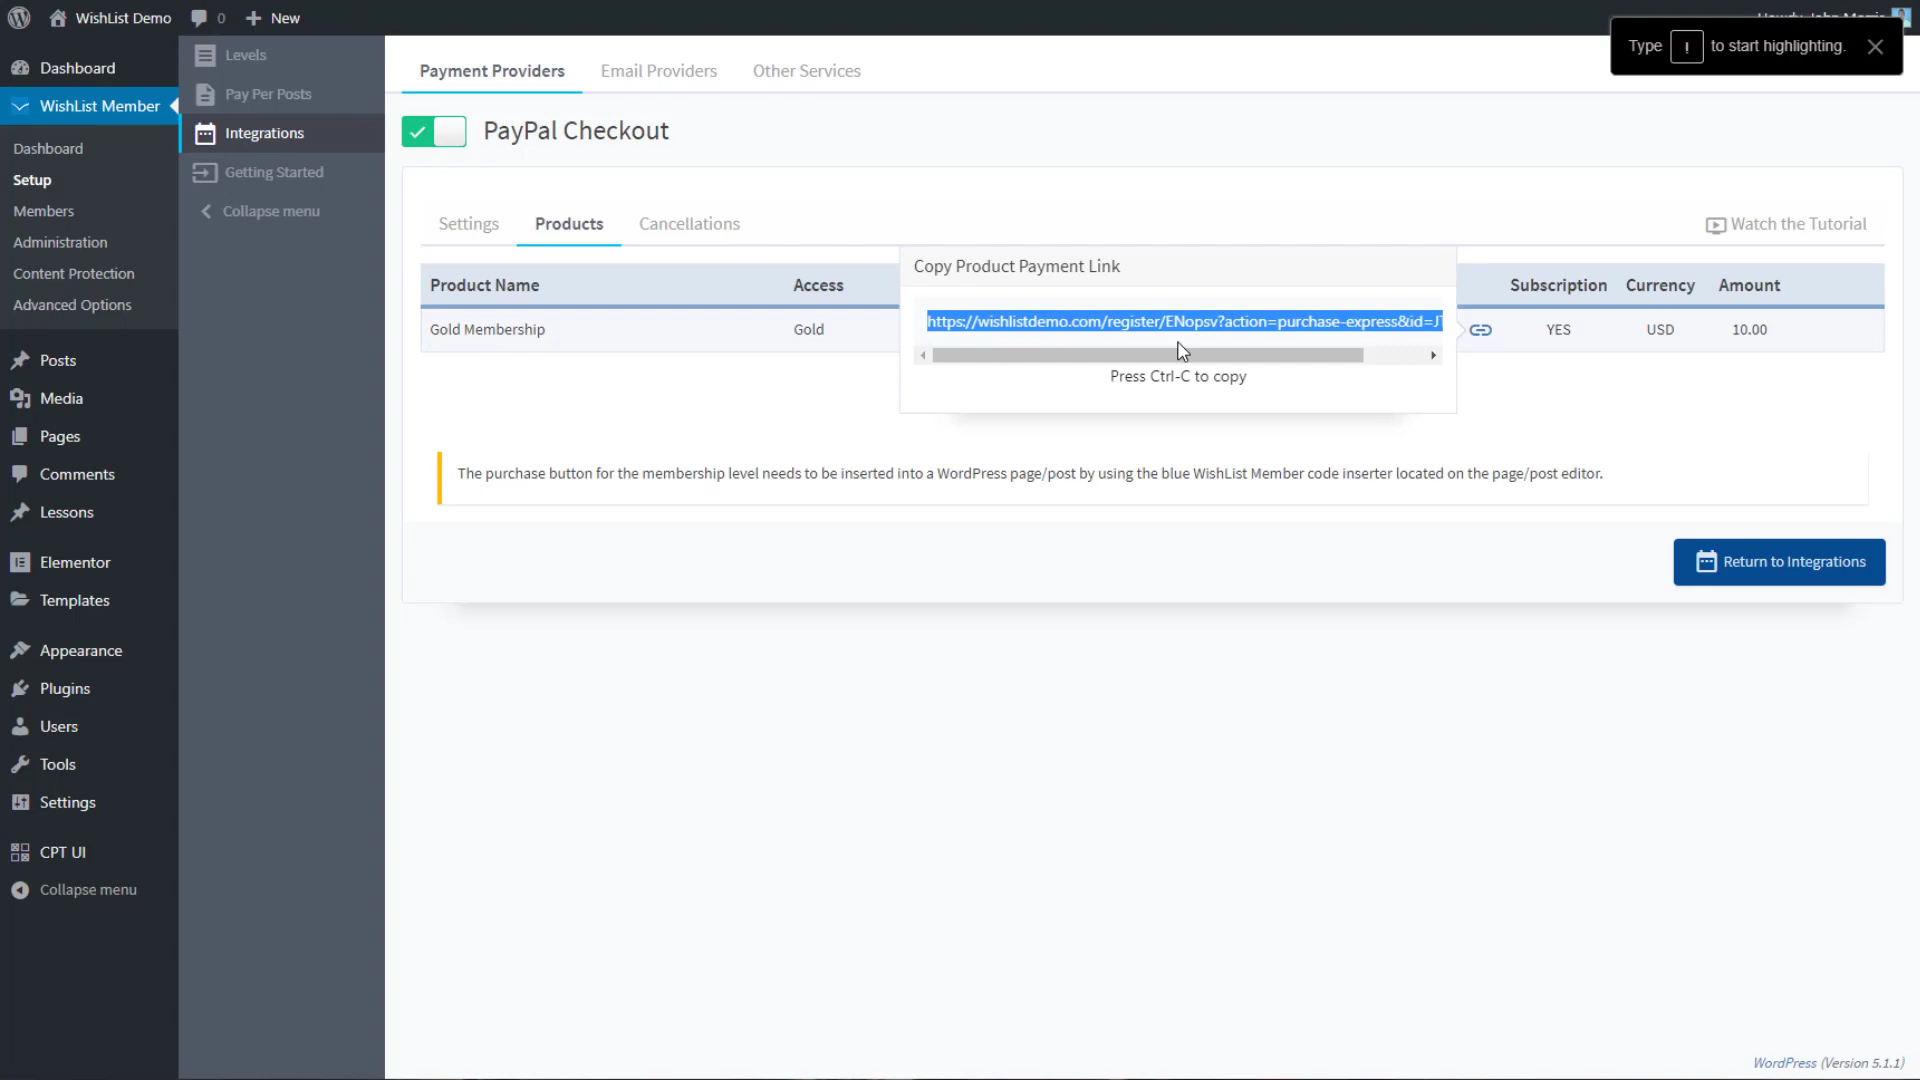 WishList Demo 0 New
Type ! to start highlighting.
Dashboard
WishList Member
Dashboard
Setup
Members
Administration
Content Protection
Advanced Options
Posts
Media
Pages
Comments
Lessons
Elementor
Templates
Appearance
Plugins
Users
Tools
Settings
CPT UI
Collapse menu
Levels
Pay Per Posts
Integrations
Getting Started
Collapse menu
Payment Providers Email Providers Other Services
PayPal Checkout
Settings Products Cancellations Watch the Tutorial
Product Name Access Subscription Currency Amount
Gold Membership Gold YES USD 10.00
Copy Product Payment Link
https://wishlistdemo.com/register/ENopsv?action=purchase-express&id=
Press Ctrl-C to copy
The purchase button for the membership level needs to be inserted into a WordPress page/post by using the blue WishList Member code inserter located on the page/post editor.
Return to Integrations
WordPress (Version 5.1.1)